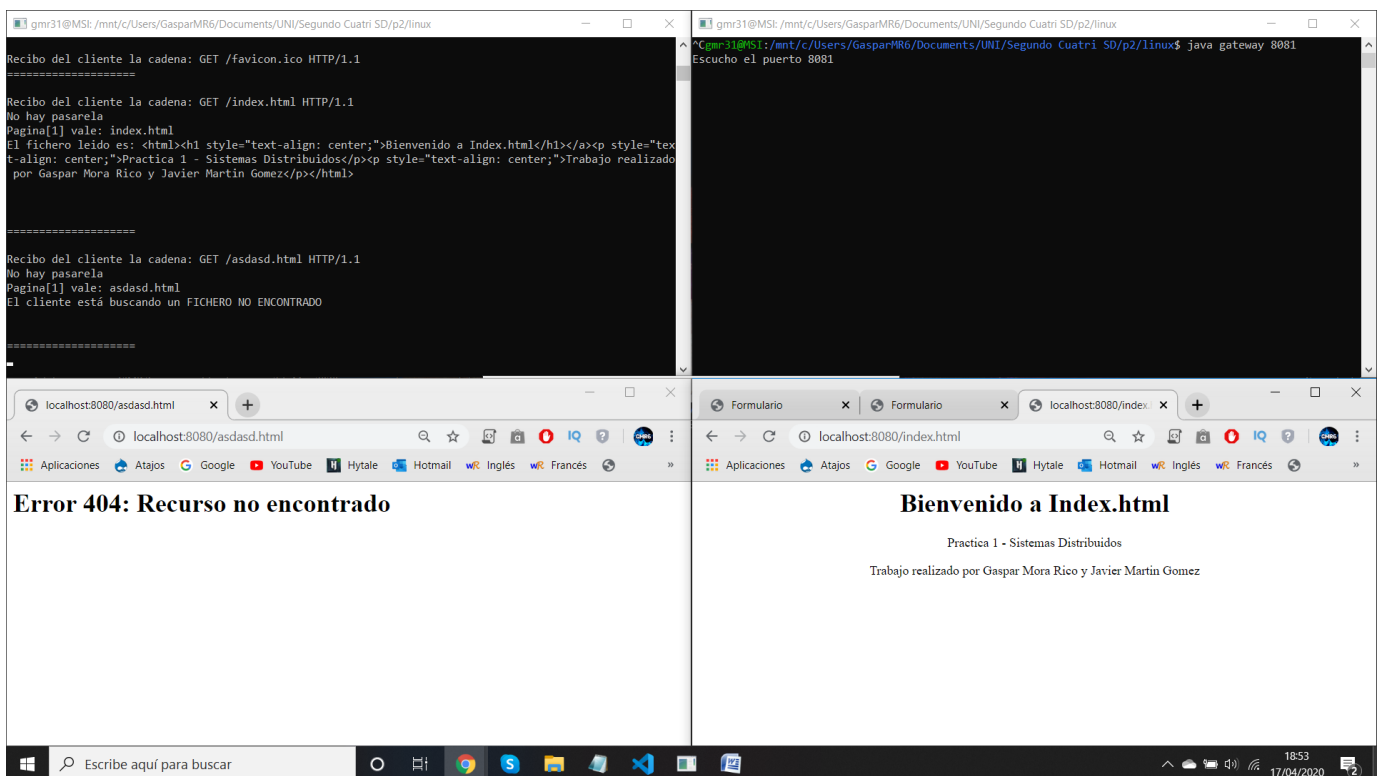 gmr31@MSI: /mnt/c/Users/GasparMR6/Documents/UNI/Segundo Cuatri SD/p2/linux
Recibo del cliente la cadena: GET /favicon.ico HTTP/1.1
====================
Recibo del cliente la cadena: GET /index.html HTTP/1.1
No hay pasarela
Pagina[1] vale: index.html
El fichero leido es: <html><h1 style="text-align: center;">Bienvenido a Index.html</h1></a><p style="tex
t-align: center;">Practica 1 - Sistemas Distribuidos</p><p style="text-align: center;">Trabajo realizado
por Gaspar Mora Rico y Javier Martin Gomez</p></html>
====================
Recibo del cliente la cadena: GET /asdasd.html HTTP/1.1
No hay pasarela
Pagina[1] vale: asdasd.html
El cliente está buscando un FICHERO NO ENCONTRADO
====================
gmr31@MSI: /mnt/c/Users/GasparMR6/Documents/UNI/Segundo Cuatri SD/p2/linux
^Cgmr31@MSI:/mnt/c/Users/GasparMR6/Documents/UNI/Segundo Cuatri SD/p2/linux$ java gateway 8081
Escucho el puerto 8081
localhost:8080/asdasd.html
localhost:8080/asdasd.html
IQ
Aplicaciones Atajos Google YouTube Hytale Hotmail wR Inglés wR Francés »
Error 404: Recurso no encontrado
Formulario Formulario localhost:8080/index.
localhost:8080/index.html
IQ
Aplicaciones Atajos Google YouTube Hytale Hotmail wR Inglés wR Francés »
Bienvenido a Index.html
Practica 1 - Sistemas Distribuidos
Trabajo realizado por Gaspar Mora Rico y Javier Martin Gomez
Escribe aquí para buscar
18:53
17/04/2020
2